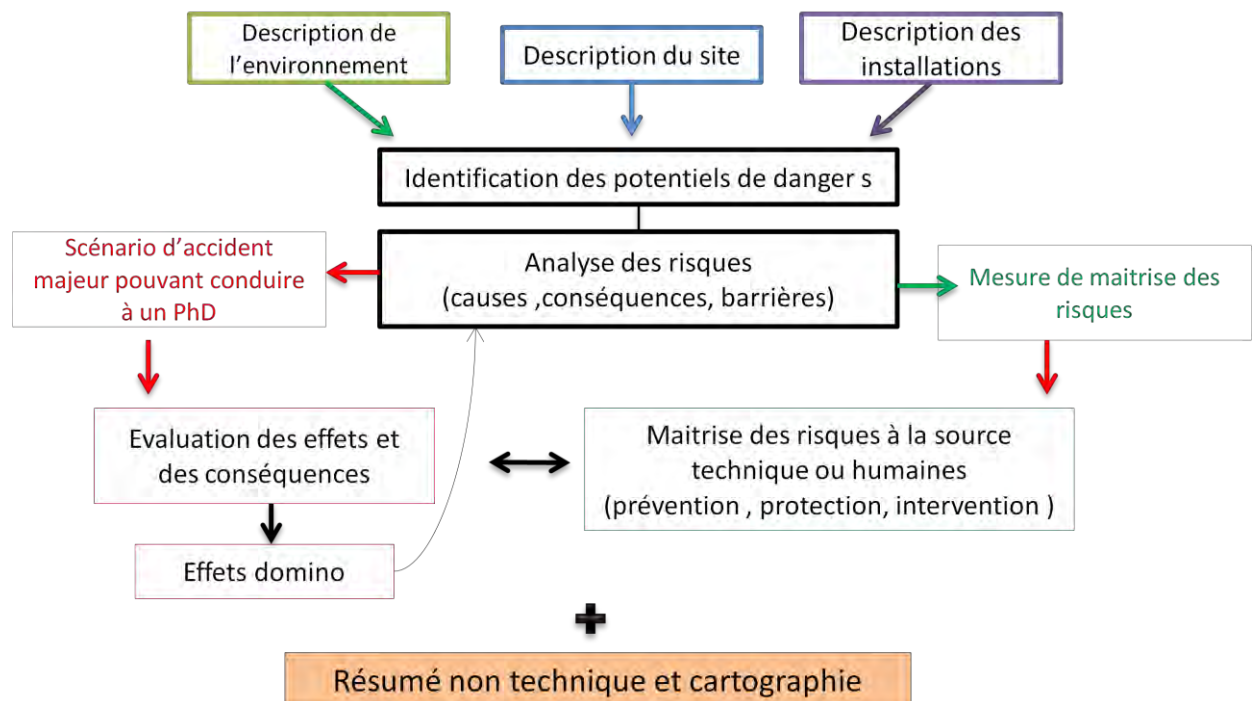 Description de
l'environnement
Description du site
Description des
installations
Identification des potentiels de danger s
Scénario d'accident
majeur pouvant conduire
à un PhD
Analyse des risques
(causes ,conséquences, barrières)
Mesure de maitrise des
risques
Evaluation des effets et
des conséquences
Maitrise des risques à la source
technique ou humaines
(prévention , protection, intervention )
Effets domino
Résumé non technique et cartographie